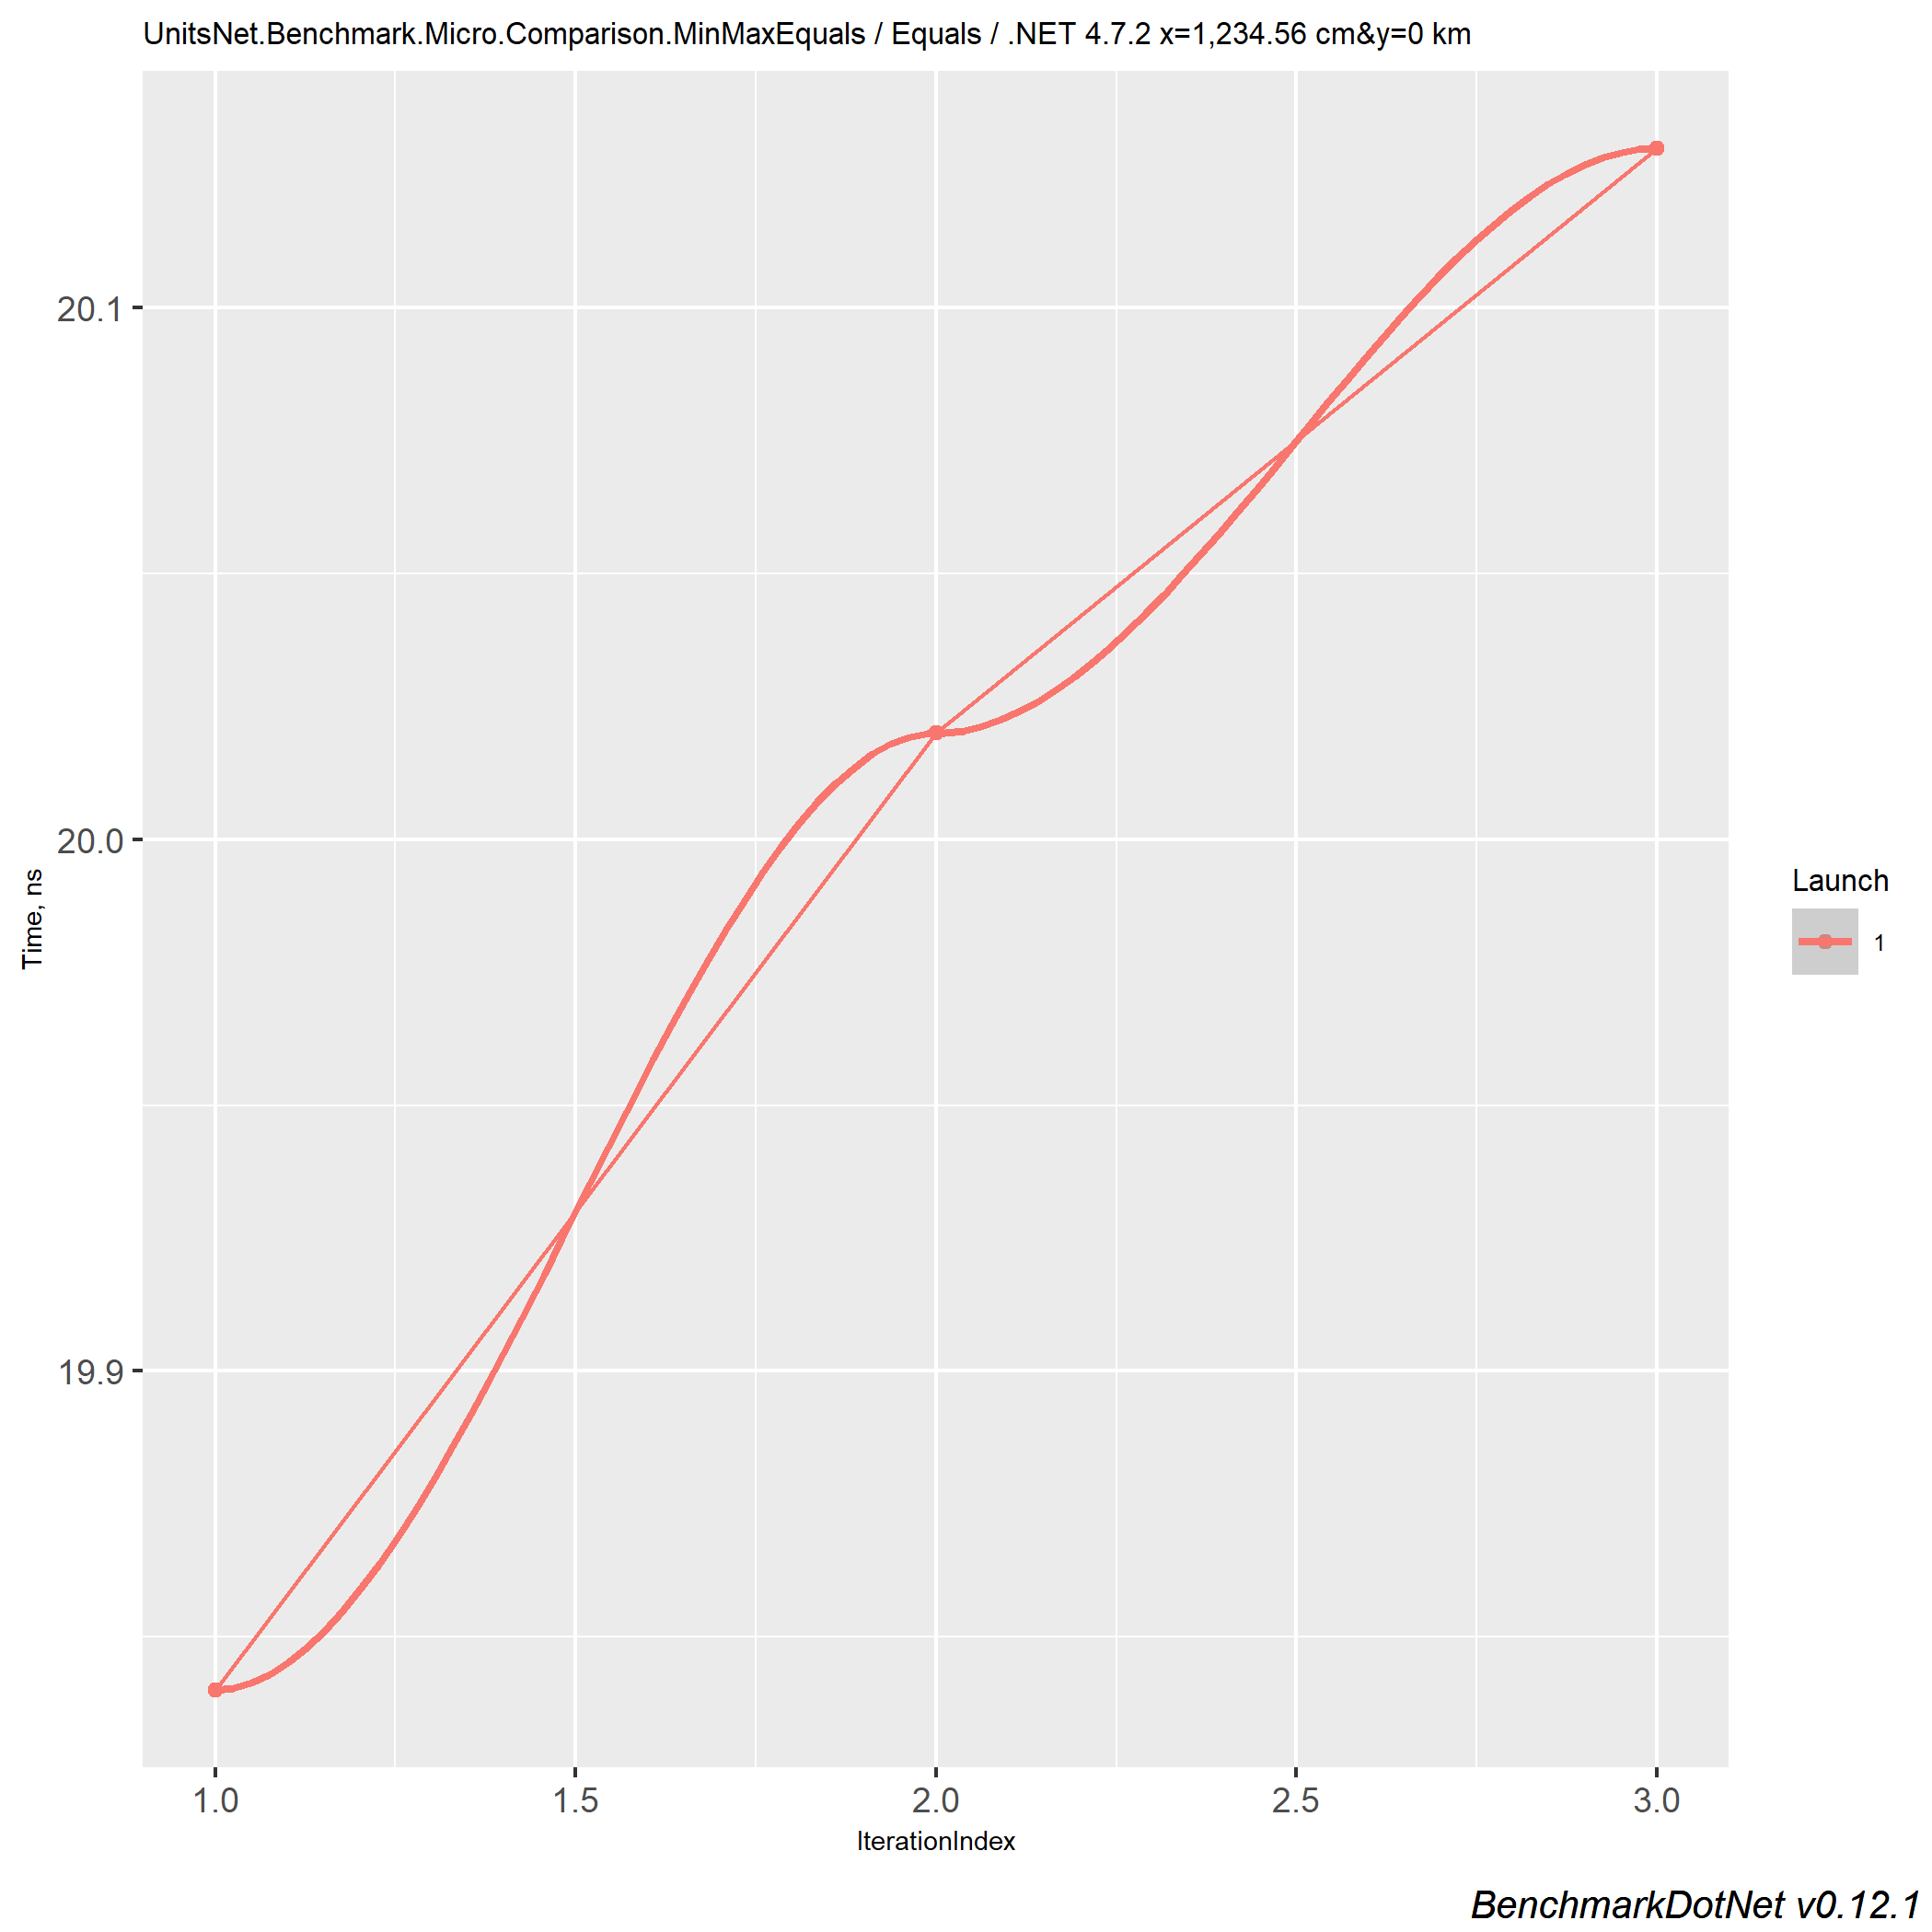 UnitsNet.Benchmark.Micro.Comparison.MinMaxEquals / Equals / .NET 4.7.2 x=1,234.56 cm&y=0 km
20.1
20.0
19.9
Time, ns
1.0 1.5 2.0 2.5 3.0
IterationIndex
Launch
1
BenchmarkDotNet v0.12.1